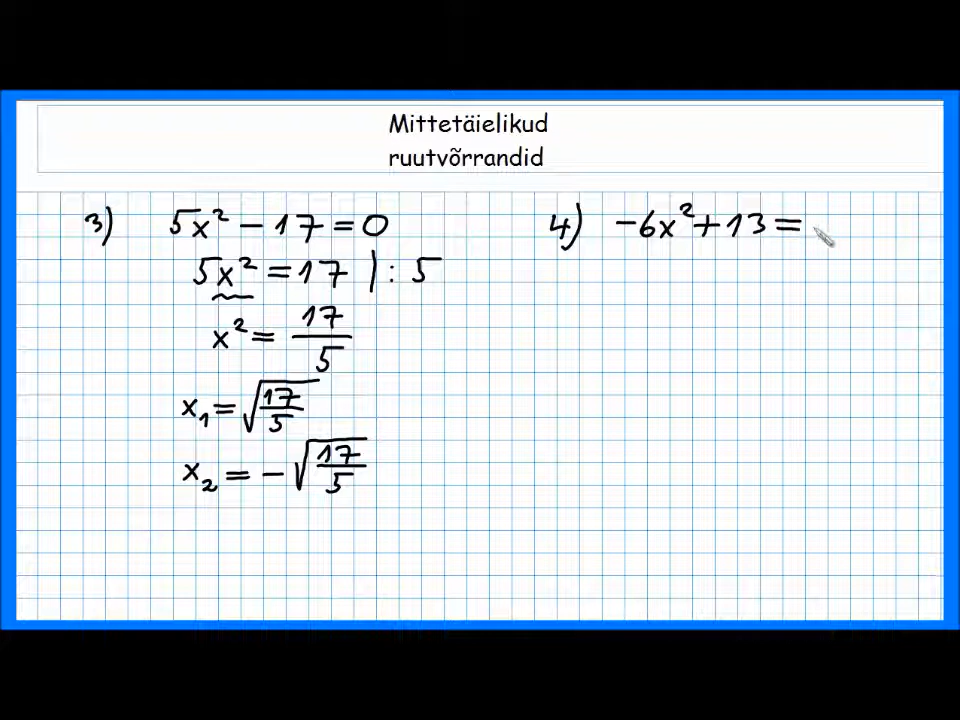 Mittetäielikud
ruutvõrrandid
3) 5x² - 17 = 0
5x² = 17 | : 5
x² = 17/5
x₁ = √(17/5)
x₂ = -√(17/5)
4) -6x² + 13 =